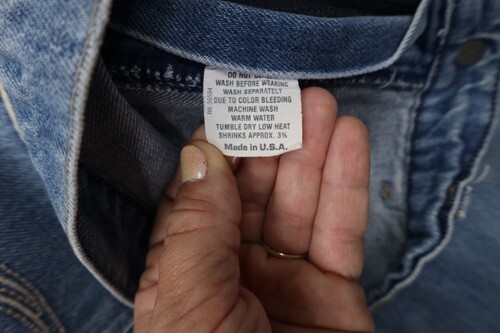 DO NOT
WASH BEFORE WEARING
WASH SEPARATELY
DUE TO COLOR BLEEDING
MACHINE WASH
WARM WATER
TUMBLE DRY LOW HEAT
SHRINKS APPROX. 3%
Made in U.S.A.